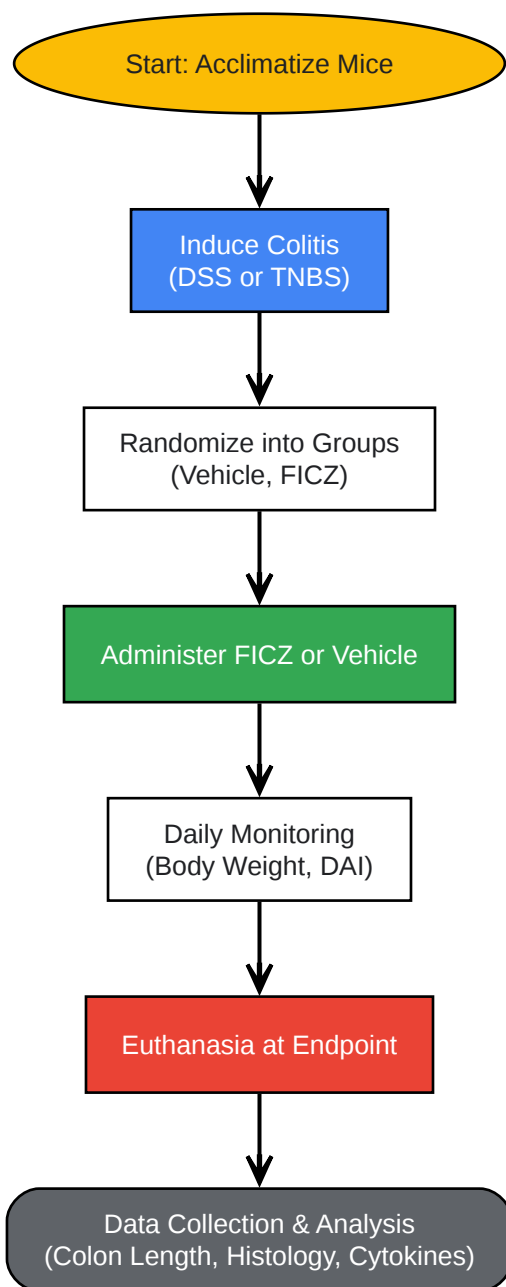 Start: Acclimatize Mice
Induce Colitis
(DSS or TNBS)
Randomize into Groups
(Vehicle, FICZ)
Administer FICZ or Vehicle
Daily Monitoring
(Body Weight, DAI)
Euthanasia at Endpoint
Data Collection & Analysis
(Colon Length, Histology, Cytokines)